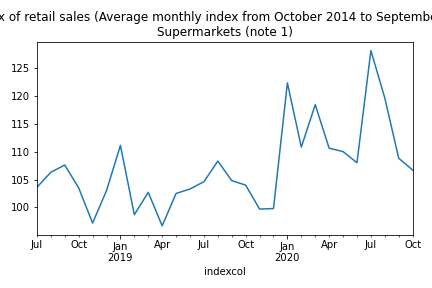 x of retail sales (Average monthly index from October 2014 to Septembe
Supermarkets (note 1)
125
120
115
110
105
100
Jul Oct Jan Apr Jul Oct Jan Apr Jul Oct
2019 2020
indexcol